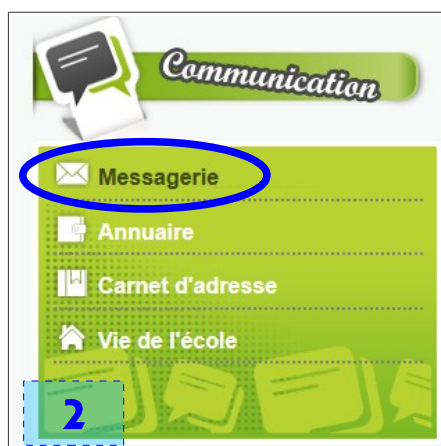 Communication
Messagerie
Annuaire
Carnet d'adresse
Vie de l'école
2